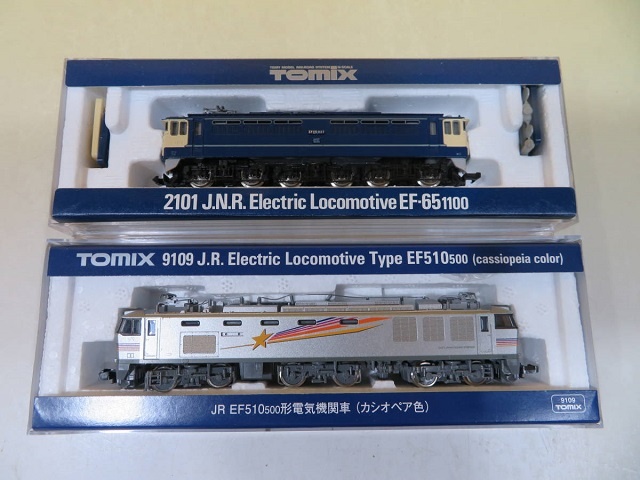 TOMIX
2101 J.N.R. Electric Locomotive EF-651100
TOMIX 9109 J.R. Electric Locomotive Type EF510500 (cassiopeia color)
JR EF510500形電気機関車(カシオペア色)
9109
TOMIX